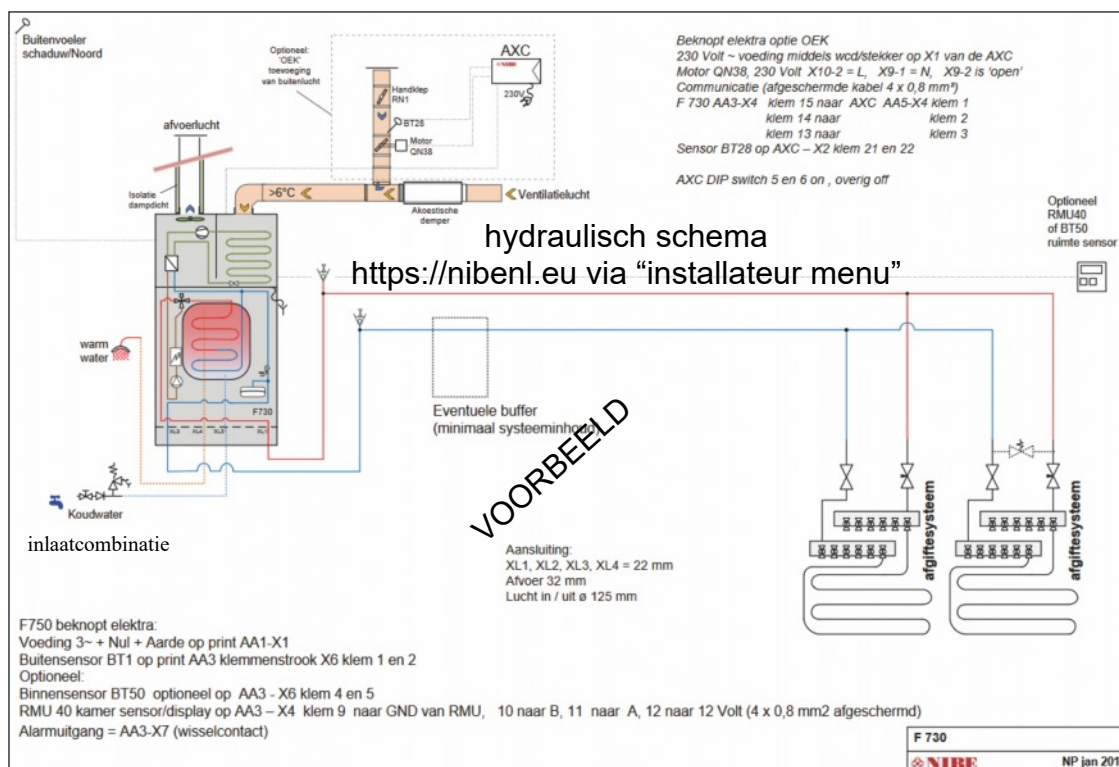 Buitenvoeler
schaduw/Noord
Optioneel:
'OEK'
toevoeging
van buitenlucht
AXC
NIBE
230V
Handklep
RN1
BT28
Motor
QN38
afvoerlucht
Isolatie
dampdicht
>6°C
Ventilatielucht
Akoestische
demper
Beknopt elektra optie OEK
230 Volt ~ voeding middels wcd/stekker op X1 van de AXC
Motor QN38, 230 Volt X10-2 = L, X9-1 = N, X9-2 is 'open'
Communicatie (afgeschermde kabel 4 x 0,8 mm²)
F 730 AA3-X4 klem 15 naar AXC AA5-X4 klem 1
klem 14 naar klem 2
klem 13 naar klem 3
Sensor BT28 op AXC – X2 klem 21 en 22
AXC DIP switch 5 en 6 on , overig off
Optioneel
RMU40
of BT50
ruimte sensor
hydraulisch schema
https://nibenl.eu via “installateur menu”
warm
water
F730
XL2 XL4 XL3 XL1
Koudwater
inlaatcombinatie
Eventuele buffer
(minimaal systeeminhoud)
VOORBEELD
Aansluiting:
XL1, XL2, XL3, XL4 = 22 mm
Afvoer 32 mm
Lucht in / uit ø 125 mm
afgiftesysteem
afgiftesysteem
F750 beknopt elektra:
Voeding 3~ + Nul + Aarde op print AA1-X1
Buitensensor BT1 op print AA3 klemmenstrook X6 klem 1 en 2
Optioneel:
Binnensensor BT50 optioneel op AA3 - X6 klem 4 en 5
RMU 40 kamer sensor/display op AA3 – X4 klem 9 naar GND van RMU, 10 naar B, 11 naar A, 12 naar 12 Volt (4 x 0,8 mm2 afgeschermd)
Alarmuitgang = AA3-X7 (wisselcontact)
F 730
NIBE
NP jan 201